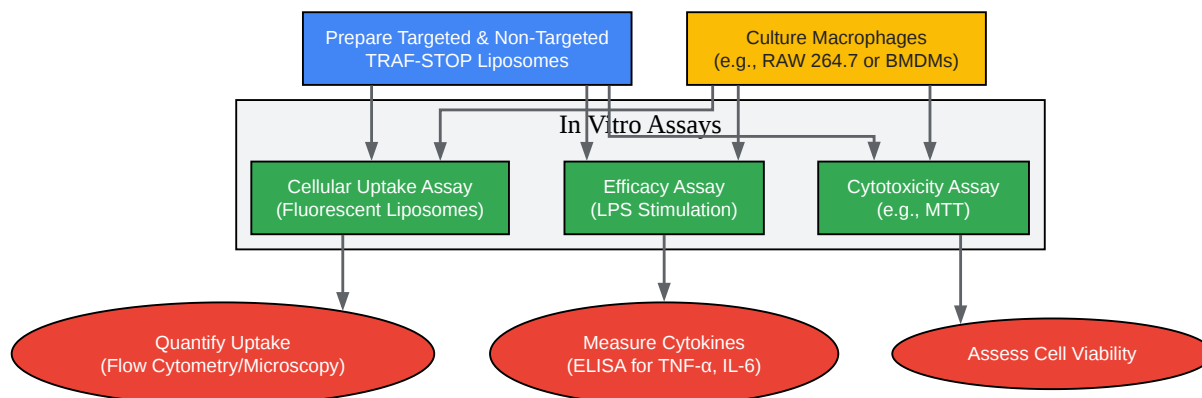 Prepare Targeted & Non-Targeted
TRAF-STOP Liposomes
Culture Macrophages
(e.g., RAW 264.7 or BMDMs)
In Vitro Assays
Cellular Uptake Assay
(Fluorescent Liposomes)
Efficacy Assay
(LPS Stimulation)
Cytotoxicity Assay
(e.g., MTT)
Quantify Uptake
(Flow Cytometry/Microscopy)
Measure Cytokines
(ELISA for TNF-α, IL-6)
Assess Cell Viability